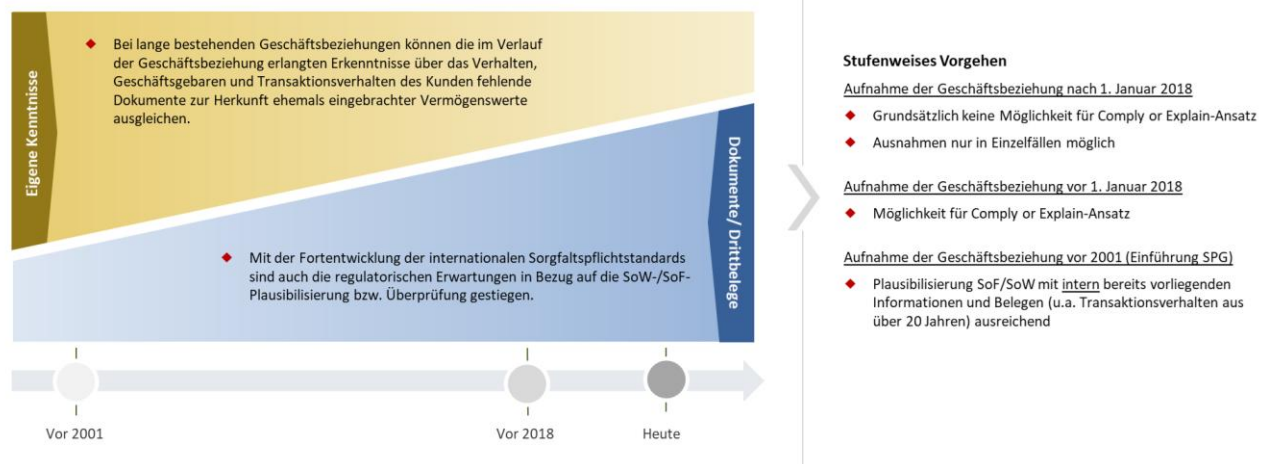 Eigene Kenntnisse
Bei lange bestehenden Geschäftsbeziehungen können die im Verlauf
der Geschäftsbeziehung erlangten Erkenntnisse über das Verhalten,
Geschäftsgebaren und Transaktionsverhalten des Kunden fehlende
Dokumente zur Herkunft ehemals eingebrachter Vermögenswerte
ausgleichen.
Mit der Fortentwicklung der internationalen Sorgfaltspflichtstandards
sind auch die regulatorischen Erwartungen in Bezug auf die SoW-/SoF-
Plausibilisierung bzw. Überprüfung gestiegen.
Dokumente/ Drittbelege
Vor 2001
Vor 2018
Heute
Stufenweises Vorgehen
Aufnahme der Geschäftsbeziehung nach 1. Januar 2018
Grundsätzlich keine Möglichkeit für Comply or Explain-Ansatz
Ausnahmen nur in Einzelfällen möglich
Aufnahme der Geschäftsbeziehung vor 1. Januar 2018
Möglichkeit für Comply or Explain-Ansatz
Aufnahme der Geschäftsbeziehung vor 2001 (Einführung SPG)
Plausibilisierung SoF/SoW mit intern bereits vorliegenden
Informationen und Belegen (u.a. Transaktionsverhalten aus
über 20 Jahren) ausreichend